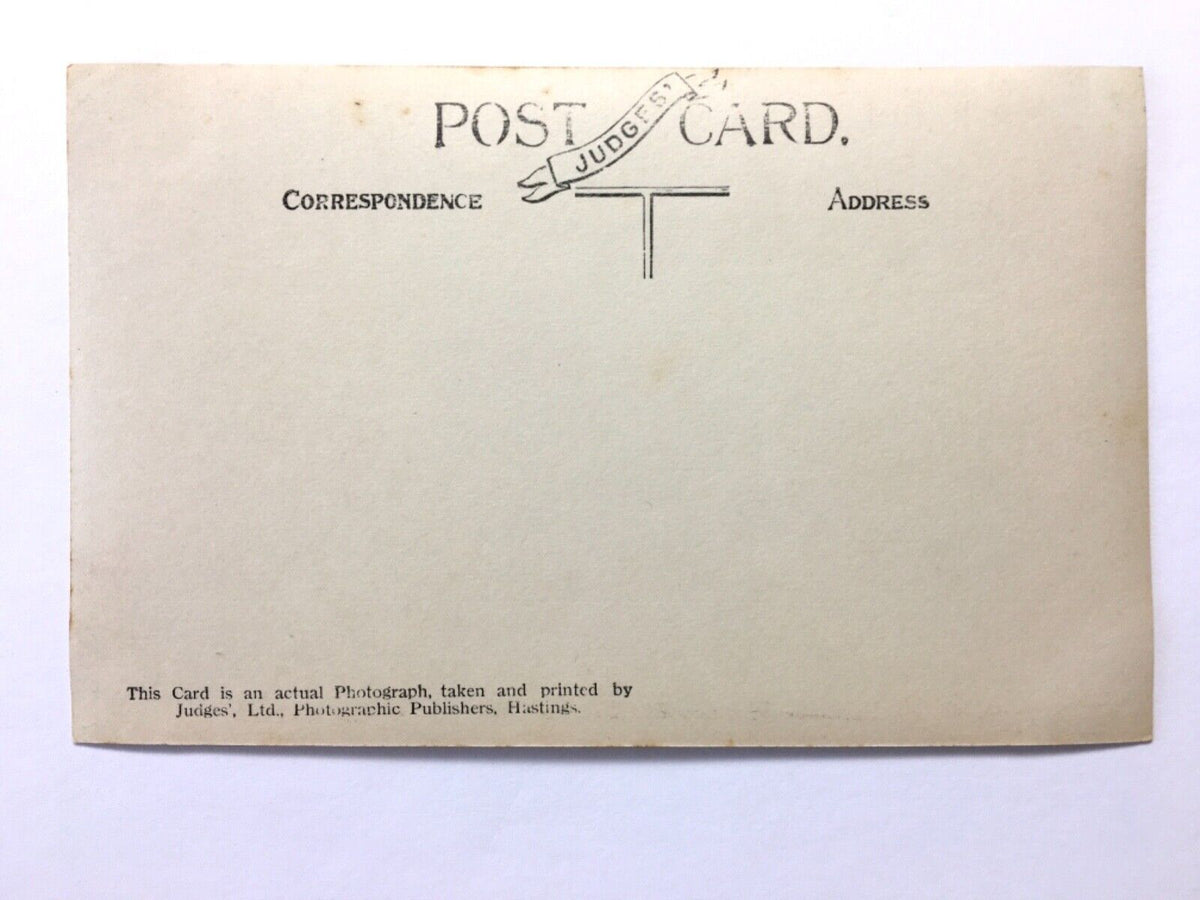 POST JUDGES' CARD.
CORRESPONDENCE ADDRESS
This Card is an actual Photograph, taken and printed by
Judges', Ltd., Photographic Publishers, Hastings.